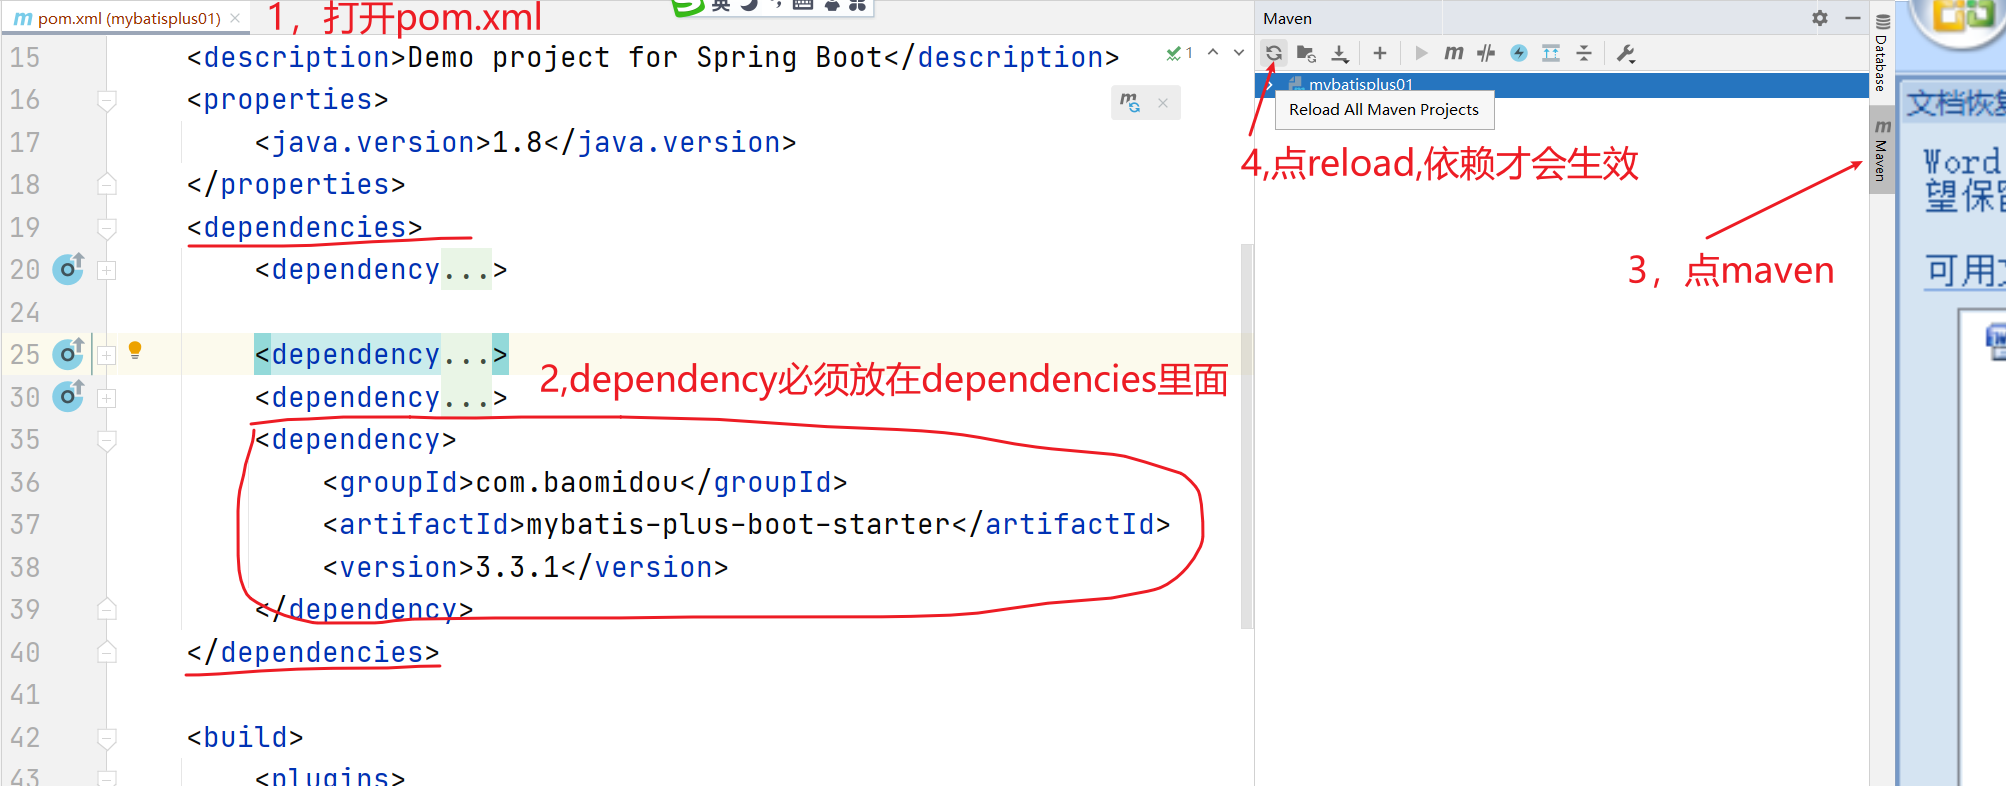 pom.xml (mybatisplus01)
1，打开pom.xml
英
15 <description>Demo project for Spring Boot</description>
1
16 <properties>
17 <java.version>1.8</java.version>
18 </properties>
19 <dependencies>
20 <dependency...>
24
25 <dependency...>
30 <dependency...>
2,dependency必须放在dependencies里面
35 <dependency>
36 <groupId>com.baomidou</groupId>
37 <artifactId>mybatis-plus-boot-starter</artifactId>
38 <version>3.3.1</version>
39 </dependency>
40 </dependencies>
41
42 <build>
43 <plugins>
Maven
mybatisplus01
Reload All Maven Projects
4,点reload,依赖才会生效
3，点maven
Database
m Maven
文档恢复
Word
望保留
可用文